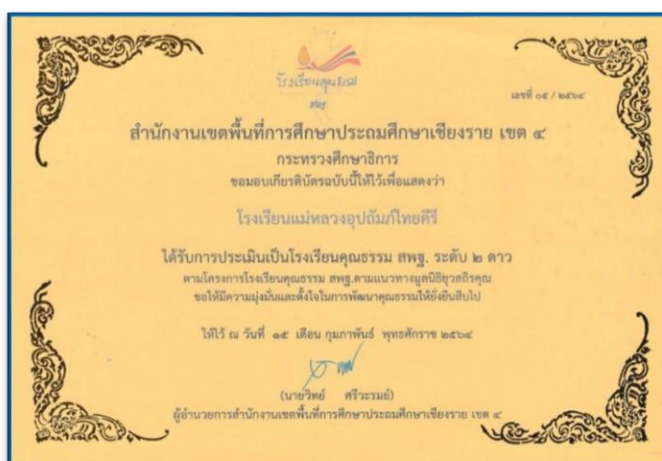 โรงเรียนคุณธรรม
สพฐ.
เลขที่ ๐๕ / ๒๕๖๔
สำนักงานเขตพื้นที่การศึกษาประถมศึกษาเชียงราย เขต ๔
กระทรวงศึกษาธิการ
ขอมอบเกียรติบัตรฉบับนี้ให้ไว้เพื่อแสดงว่า
โรงเรียนแม่หลวงอุปถัมภ์ไทยคีรี
ได้รับการประเมินเป็นโรงเรียนคุณธรรม สพฐ. ระดับ ๒ ดาว
ตามโครงการโรงเรียนคุณธรรม สพฐ.ตามแนวทางมูลนิธิยุวสถิรคุณ
ขอให้มีความมุ่งมั่นและตั้งใจในการพัฒนาคุณธรรมให้ยั่งยืนสืบไป
ให้ไว้ ณ วันที่ ๑๕ เดือน กุมภาพันธ์ พุทธศักราช ๒๕๖๔
(นายวิทย์ ศรีวะรมย์)
ผู้อำนวยการสำนักงานเขตพื้นที่การศึกษาประถมศึกษาเชียงราย เขต ๔